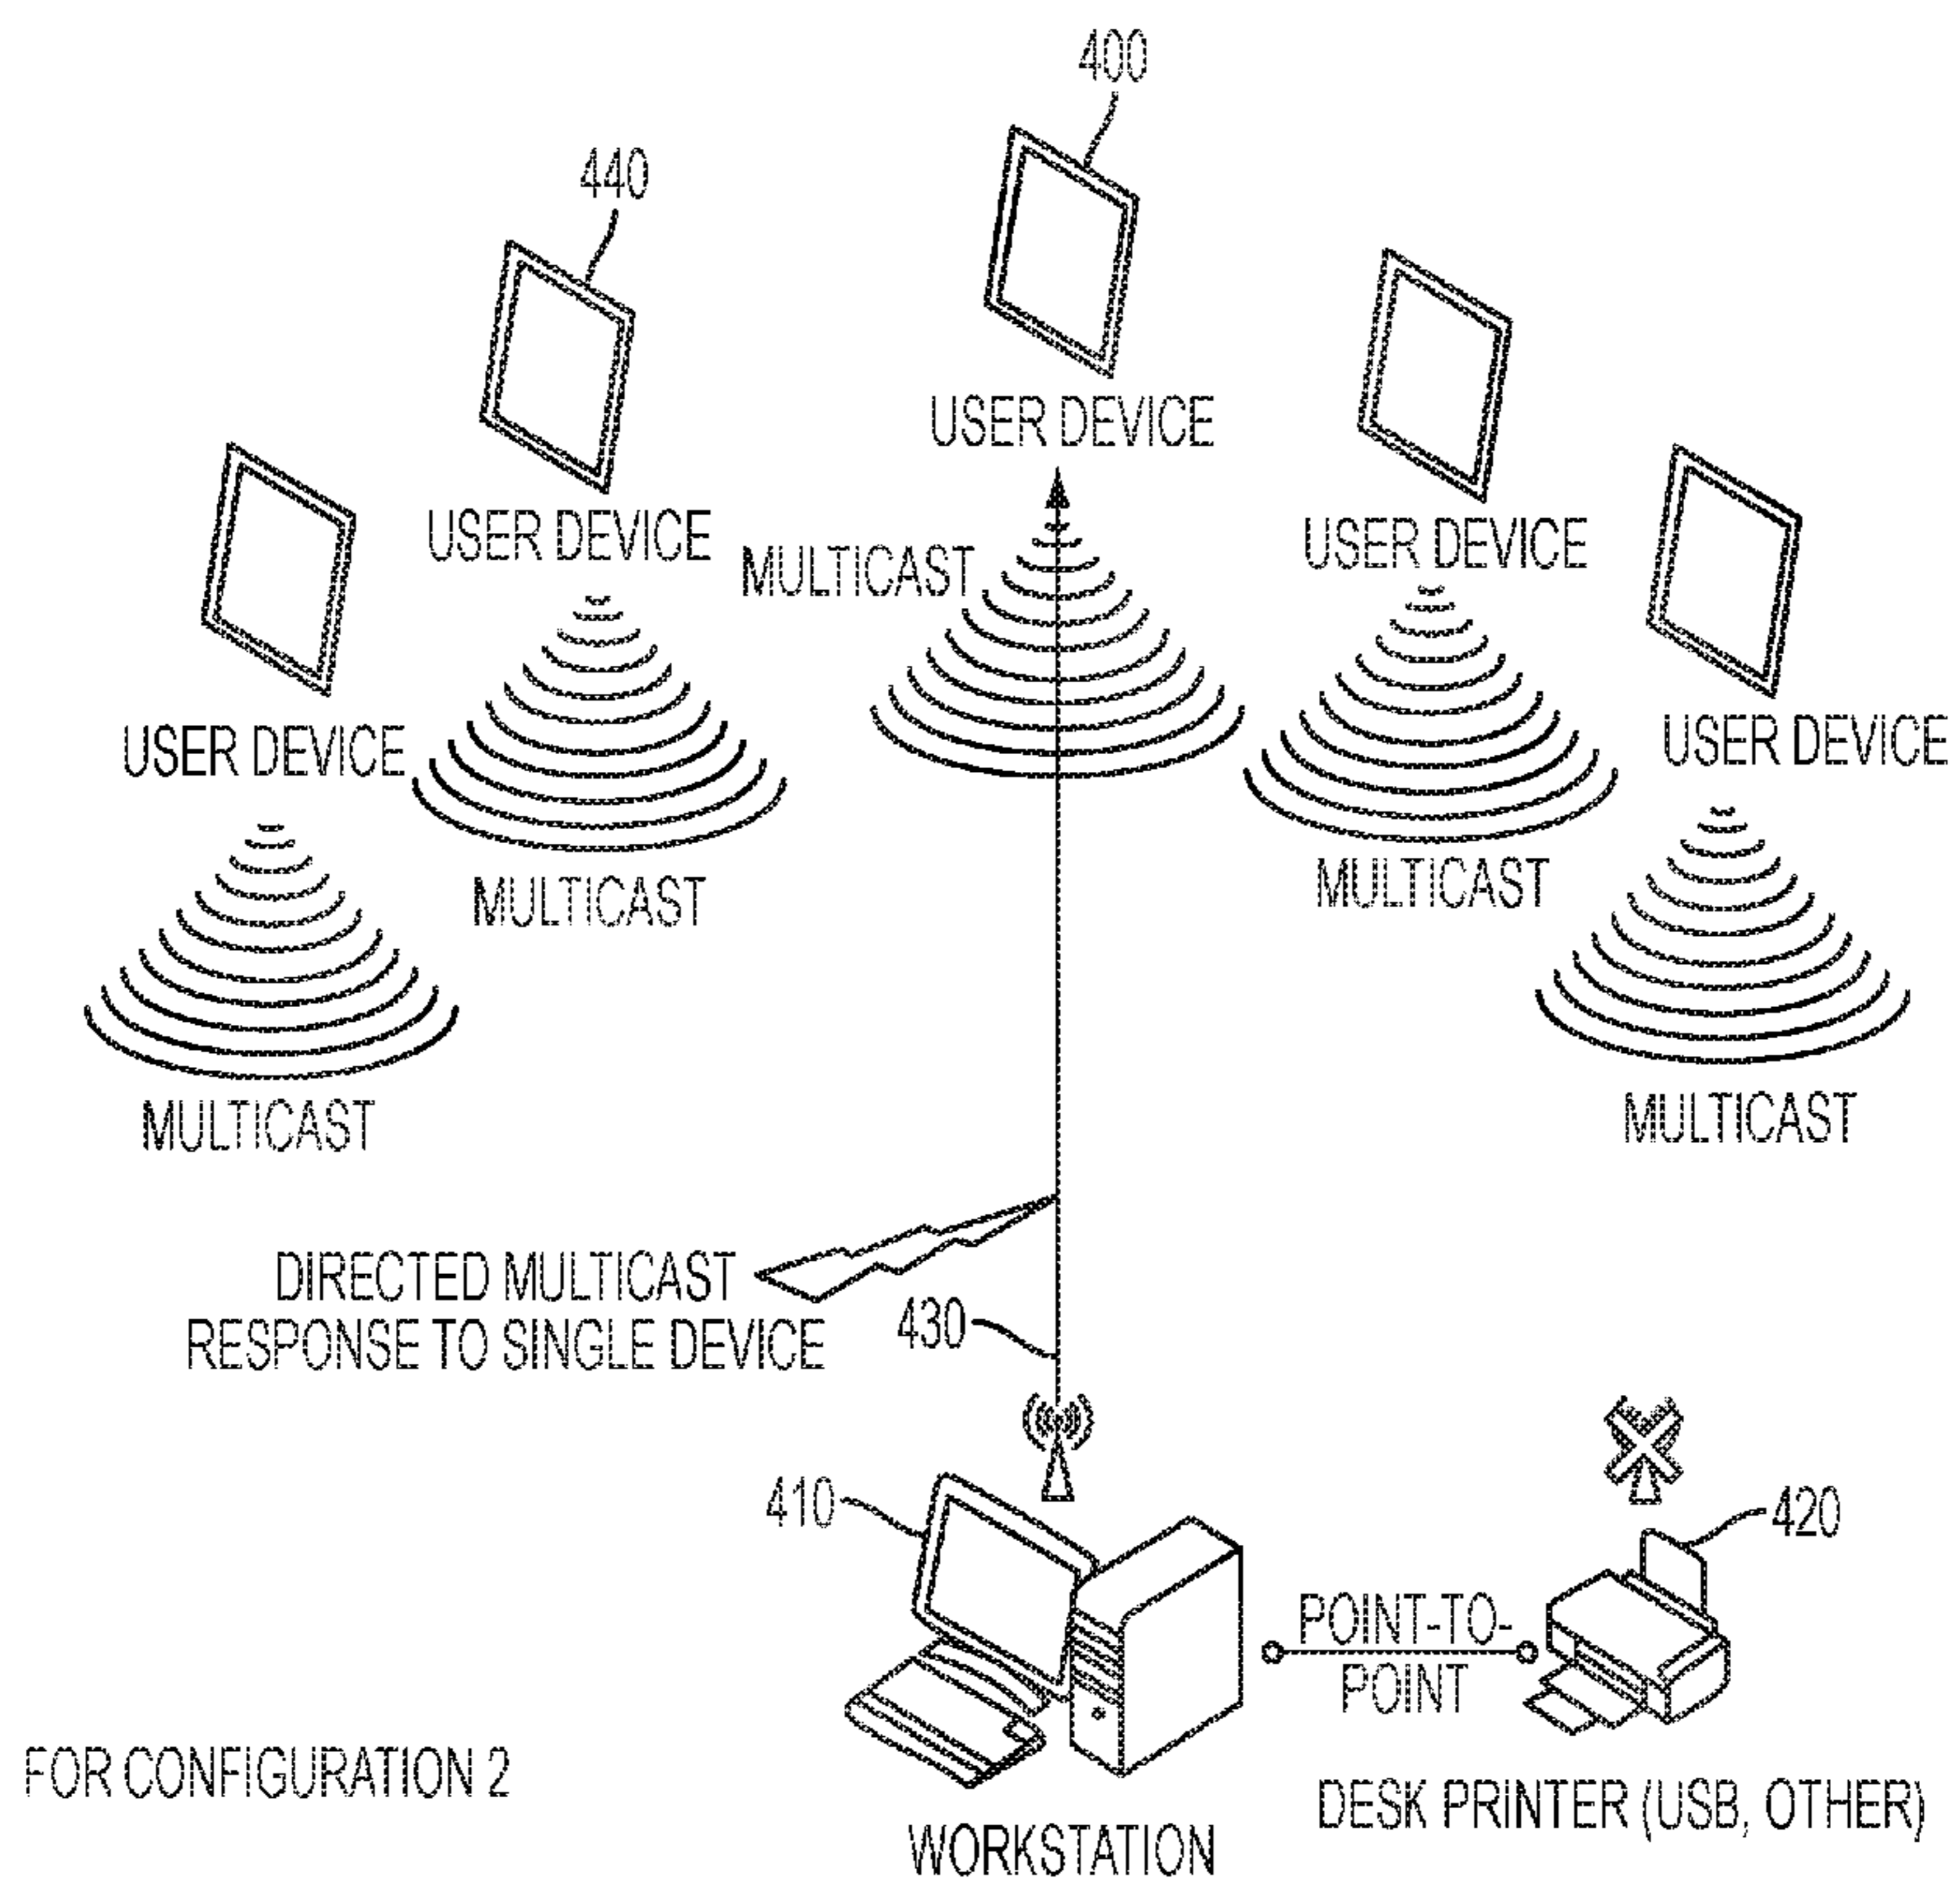 400
440
USER DEVICE
USER DEVICE
MULTICAST
USER DEVICE
USER DEVICE
USER DEVICE
MULTICAST
MULTICAST
MULTICAST
MULTICAST
DIRECTED MULTICAST
RESPONSE TO SINGLE DEVICE
430
410
420
POINT-TO-
POINT
FOR CONFIGURATION 2
DESK PRINTER (USB, OTHER)
WORKSTATION